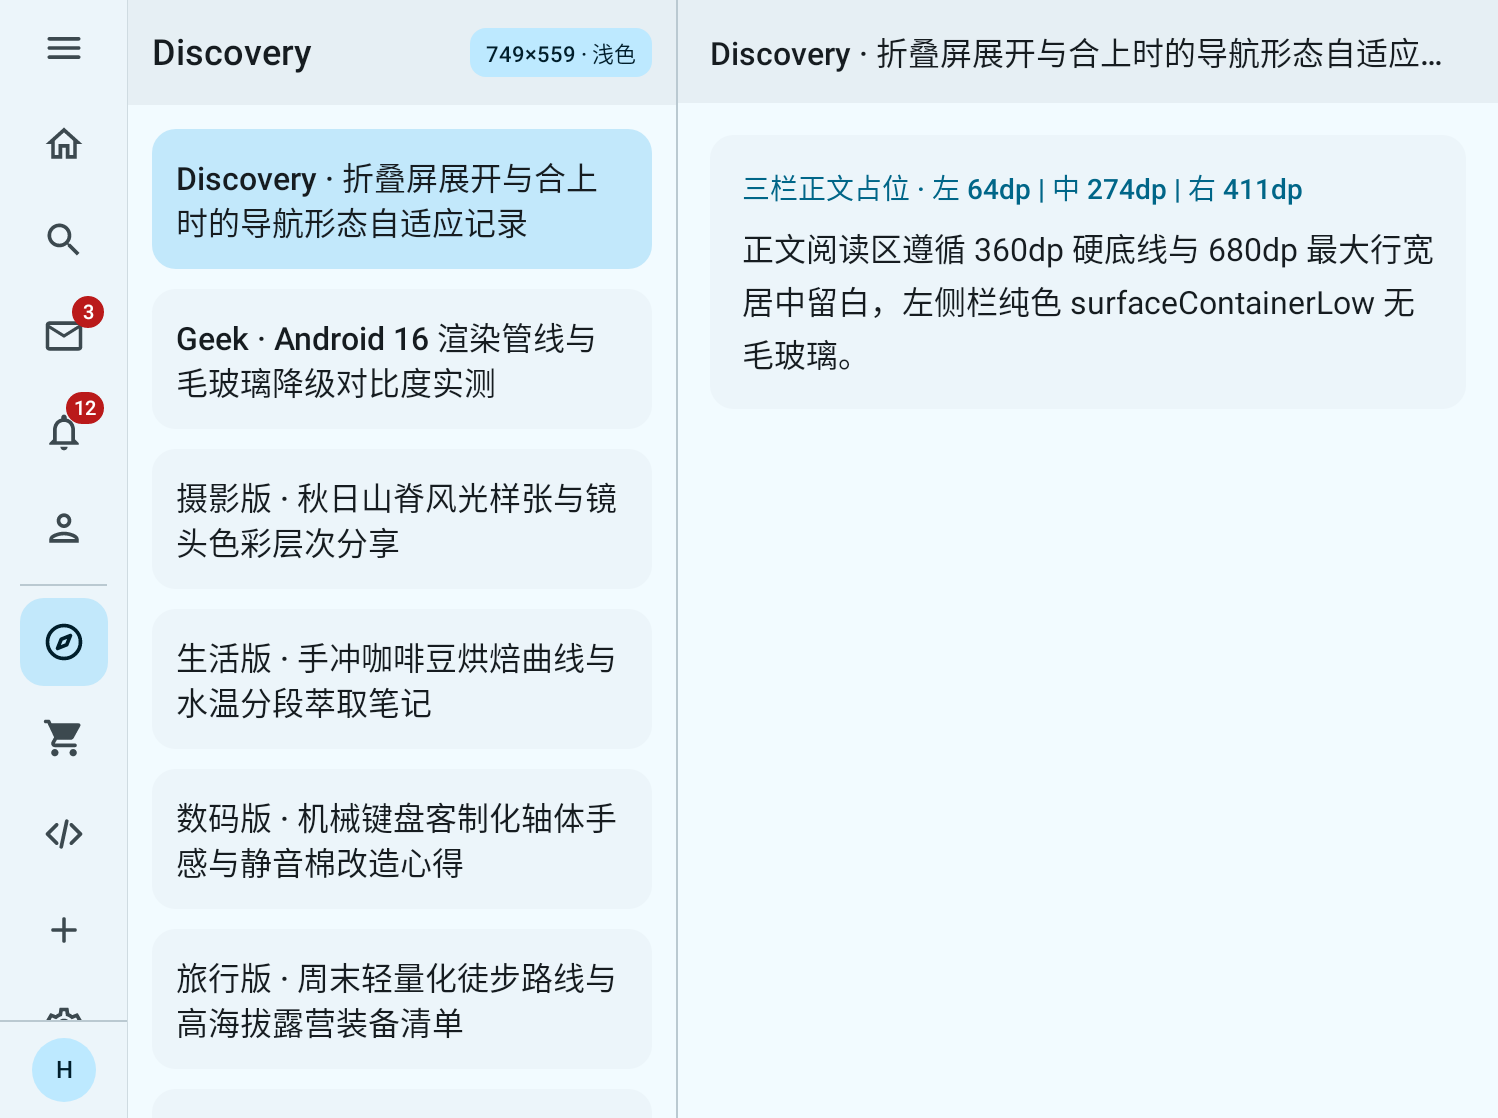 Discovery
749×559 · 浅色
Discovery · 折叠屏展开与合上
时的导航形态自适应记录
Geek · Android 16 渲染管线与
毛玻璃降级对比度实测
摄影版 · 秋日山脊风光样张与镜
头色彩层次分享
生活版 · 手冲咖啡豆烘焙曲线与
水温分段萃取笔记
数码版 · 机械键盘客制化轴体手
感与静音棉改造心得
旅行版 · 周末轻量化徒步路线与
高海拔露营装备清单
3
12
H
Discovery · 折叠屏展开与合上时的导航形态自适应…
三栏正文占位 · 左 64dp | 中 274dp | 右 411dp
正文阅读区遵循 360dp 硬底线与 680dp 最大行宽
居中留白，左侧栏纯色 surfaceContainerLow 无
毛玻璃。